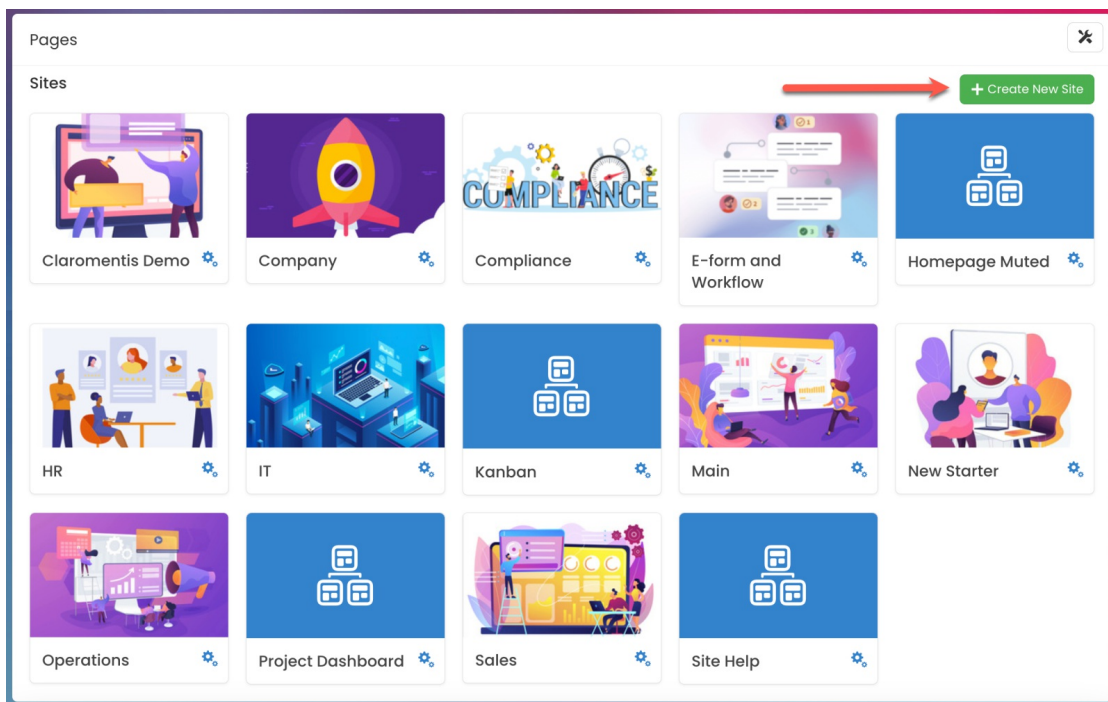 Pages
Sites
+ Create New Site
COMPLIANCE
Claromentis Demo
Company
Compliance
E-form and
Workflow
Homepage Muted
HR
IT
Kanban
Main
New Starter
Operations
Project Dashboard
Sales
Site Help